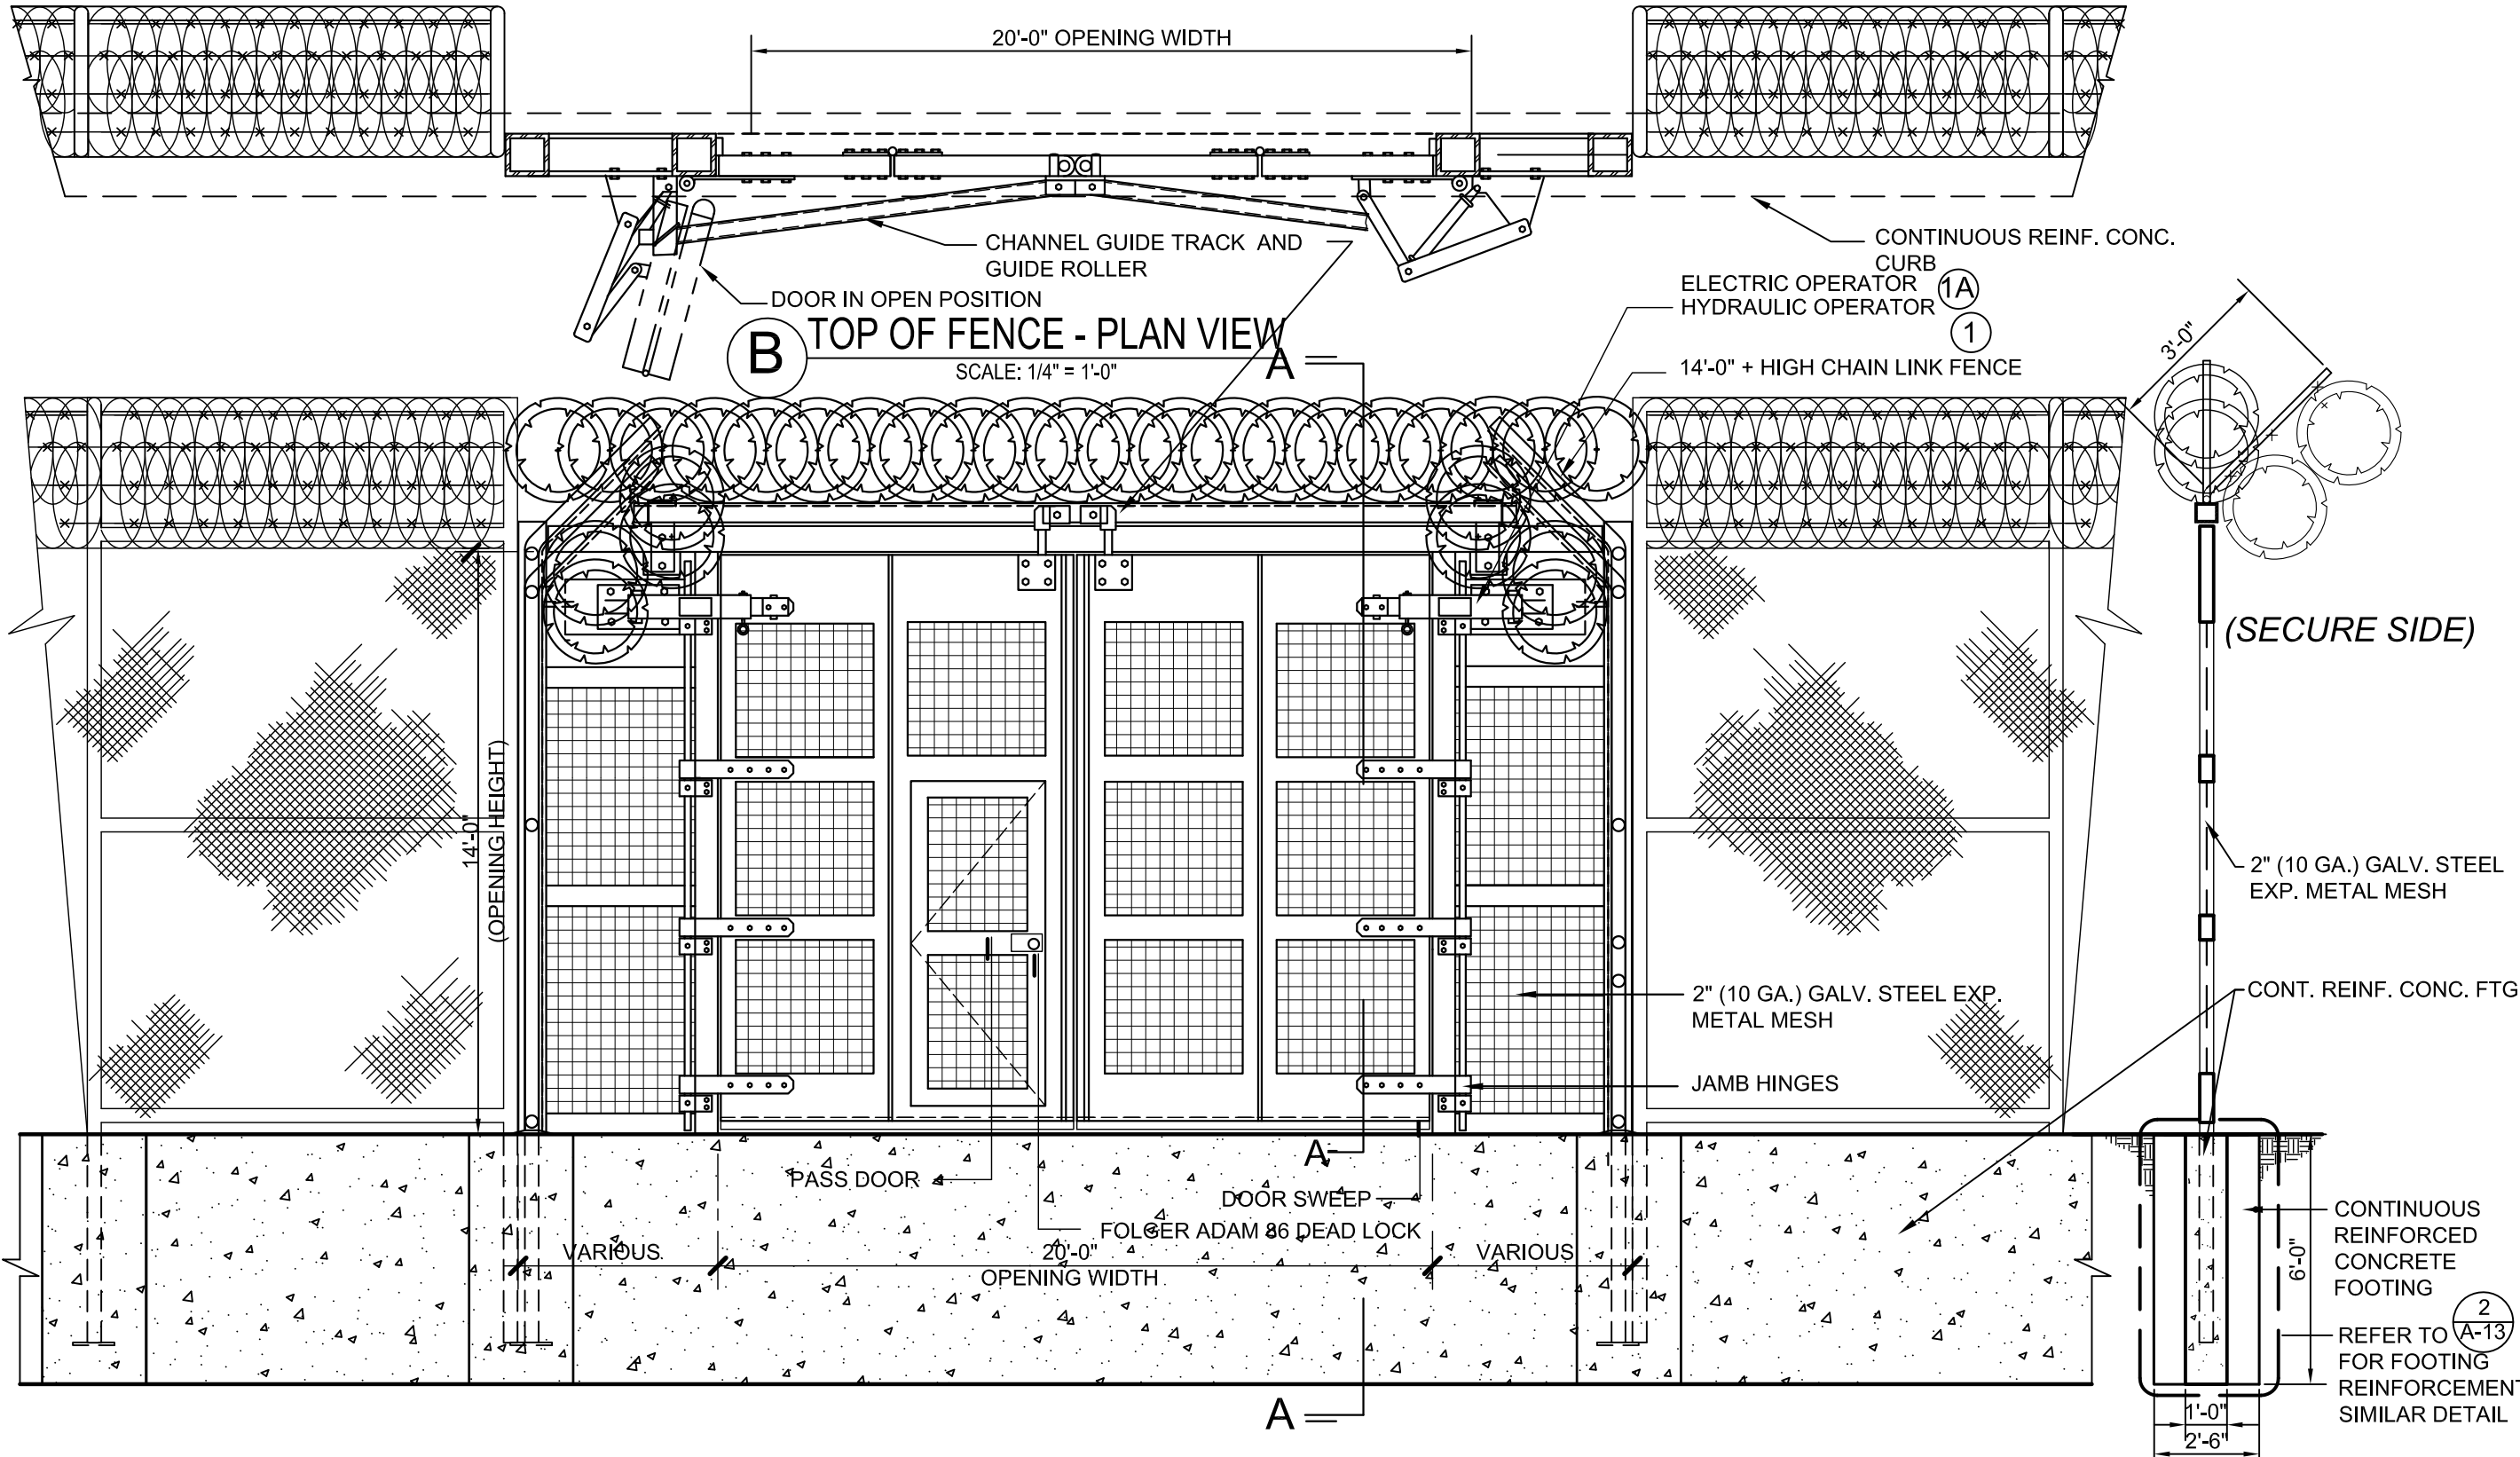 20'-0" OPENING WIDTH
CHANNEL GUIDE TRACK AND
GUIDE ROLLER
CONTINUOUS REINF. CONC.
CURB
DOOR IN OPEN POSITION
ELECTRIC OPERATOR 1A
HYDRAULIC OPERATOR
1
B
TOP OF FENCE - PLAN VIEW
SCALE: 1/4" = 1'-0"
A
14'-0" + HIGH CHAIN LINK FENCE
3'-0"
(SECURE SIDE)
14'-0"
(OPENING HEIGHT)
2" (10 GA.) GALV. STEEL
EXP. METAL MESH
2" (10 GA.) GALV. STEEL EXP.
METAL MESH
CONT. REINF. CONC. FTG
JAMB HINGES
A
PASS DOOR
DOOR SWEEP
FOLGER ADAM 86 DEAD LOCK
VARIOUS
20'-0"
OPENING WIDTH
VARIOUS
CONTINUOUS
REINFORCED
CONCRETE
FOOTING
6'-0"
2
A-13
REFER TO
FOR FOOTING
REINFORCEMENT
SIMILAR DETAIL
A
1'-0"
2'-6"